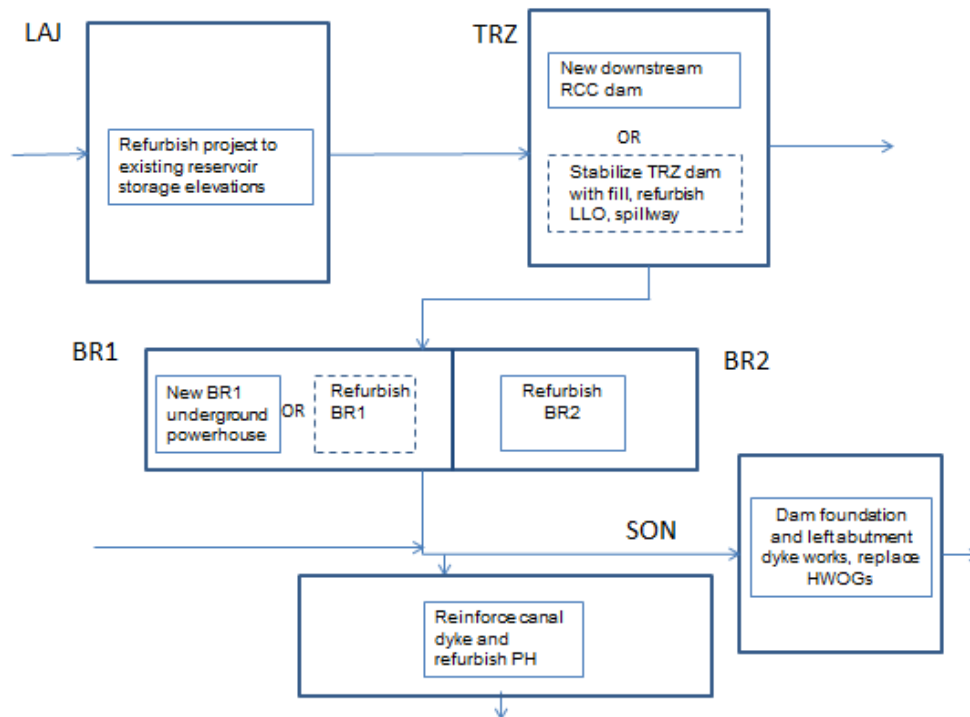 LAJ
TRZ
New downstream
RCC dam
OR
Refurbish project to
existing reservoir
storage elevations
Stabilize TRZ dam
with fill, refurbish
LLO, spillway
BR1
BR2
New BR1
underground
powerhouse
OR
Refurbish
BR1
Refurbish
BR2
SON
Dam foundation
and left abutment
dyke works, replace
HWOGs
Reinforce canal
dyke and
refurbish PH